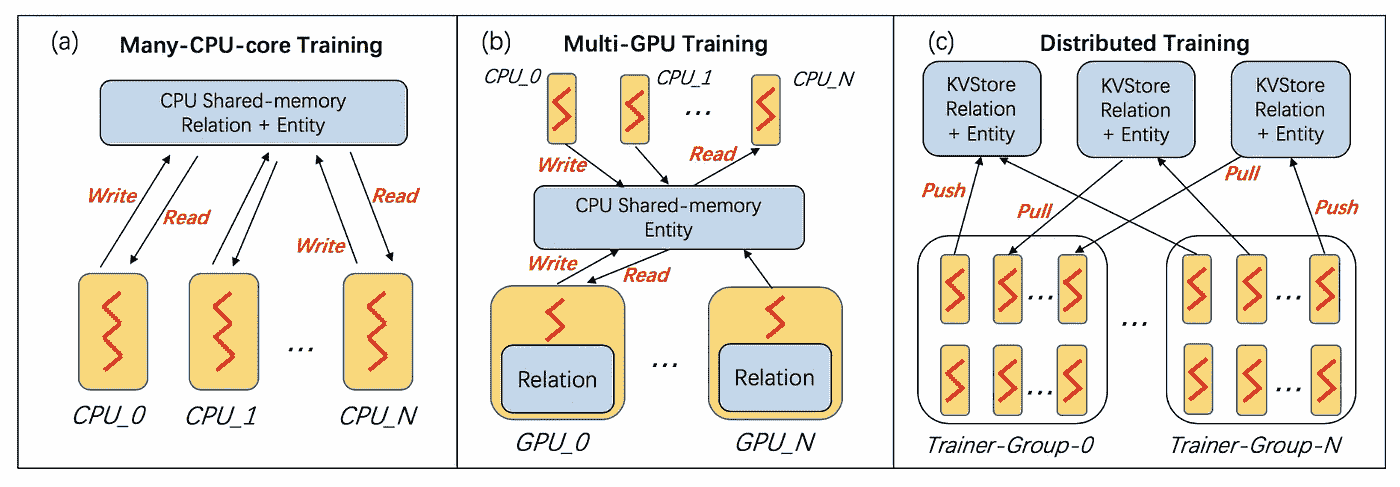 (a)
Many-CPU-core Training
CPU Shared-memory
Relation + Entity
Write
Read
Write
Read
...
CPU_0
CPU_1
CPU_N
(b)
Multi-GPU Training
CPU_0
CPU_1
CPU_N
...
Write
Read
CPU Shared-memory
Entity
Write
Read
Relation
...
Relation
GPU_0
GPU_N
(c)
Distributed Training
KVStore
Relation
+ Entity
KVStore
Relation
+ Entity
KVStore
Relation
+ Entity
Push
Pull
Pull
Push
...
...
...
...
...
Trainer-Group-0
Trainer-Group-N